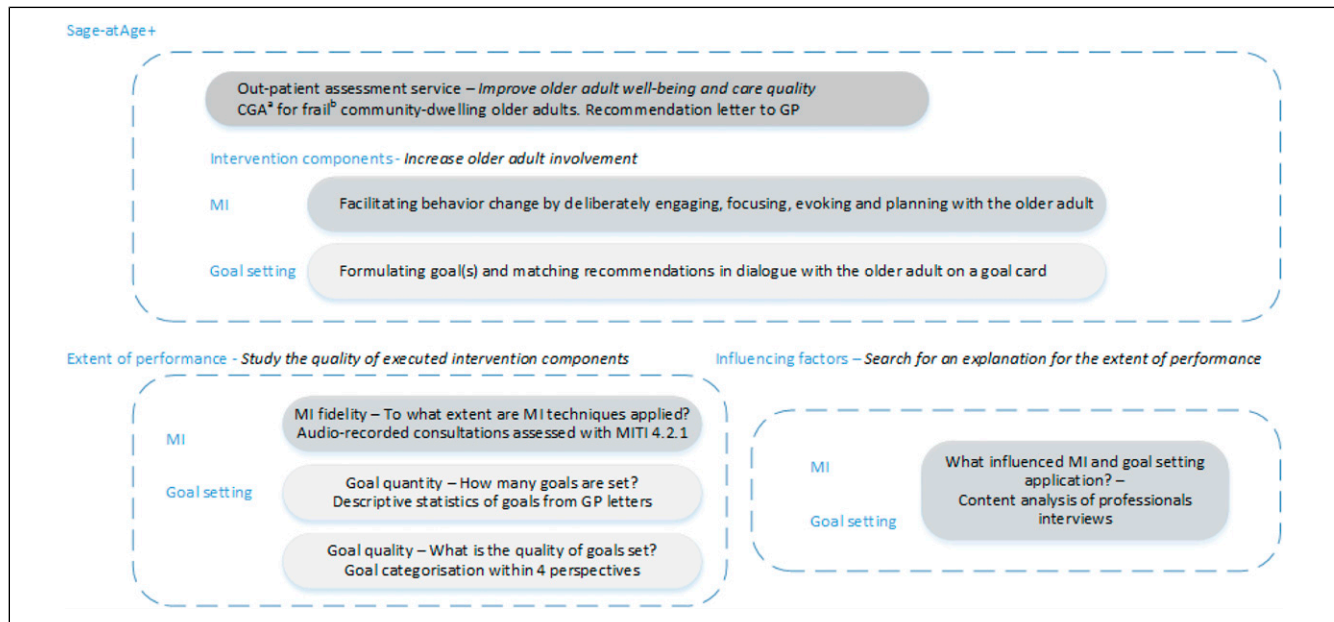 Sage-atAge+
Out-patient assessment service – Improve older adult well-being and care quality
CGAᵃ for frailᵇ community-dwelling older adults. Recommendation letter to GP
Intervention components- Increase older adult involvement
MI
Facilitating behavior change by deliberately engaging, focusing, evoking and planning with the older adult
Goal setting
Formulating goal(s) and matching recommendations in dialogue with the older adult on a goal card
Extent of performance - Study the quality of executed intervention components
MI
MI fidelity – To what extent are MI techniques applied?
Audio-recorded consultations assessed with MITI 4.2.1
Goal setting
Goal quantity – How many goals are set?
Descriptive statistics of goals from GP letters
Goal quality – What is the quality of goals set?
Goal categorisation within 4 perspectives
Influencing factors – Search for an explanation for the extent of performance
MI
Goal setting
What influenced MI and goal setting
application? –
Content analysis of professionals
interviews